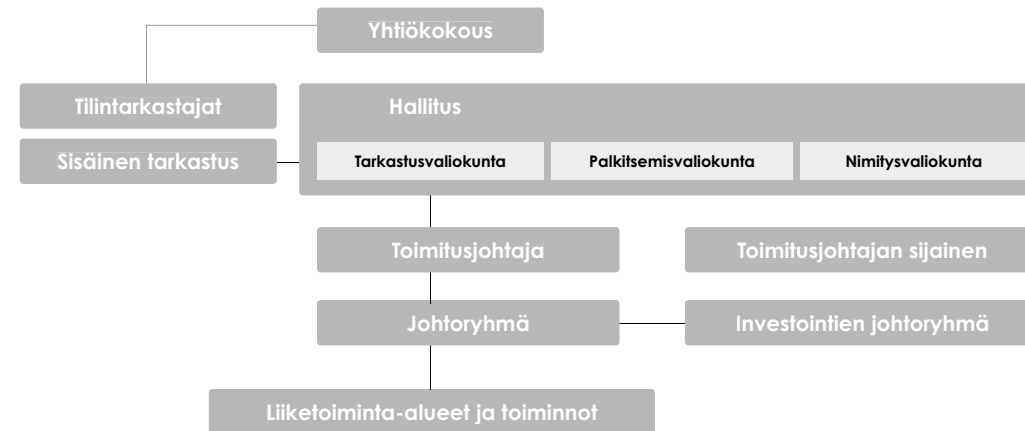 Yhtiökokous
Tilintarkastajat
Hallitus
Sisäinen tarkastus
Tarkastusvaliokunta
Palkitsemisvaliokunta
Nimitysvaliokunta
Toimitusjohtaja
Toimitusjohtajan sijainen
Johtoryhmä
Investointien johtoryhmä
Liiketoiminta-alueet ja toiminnot